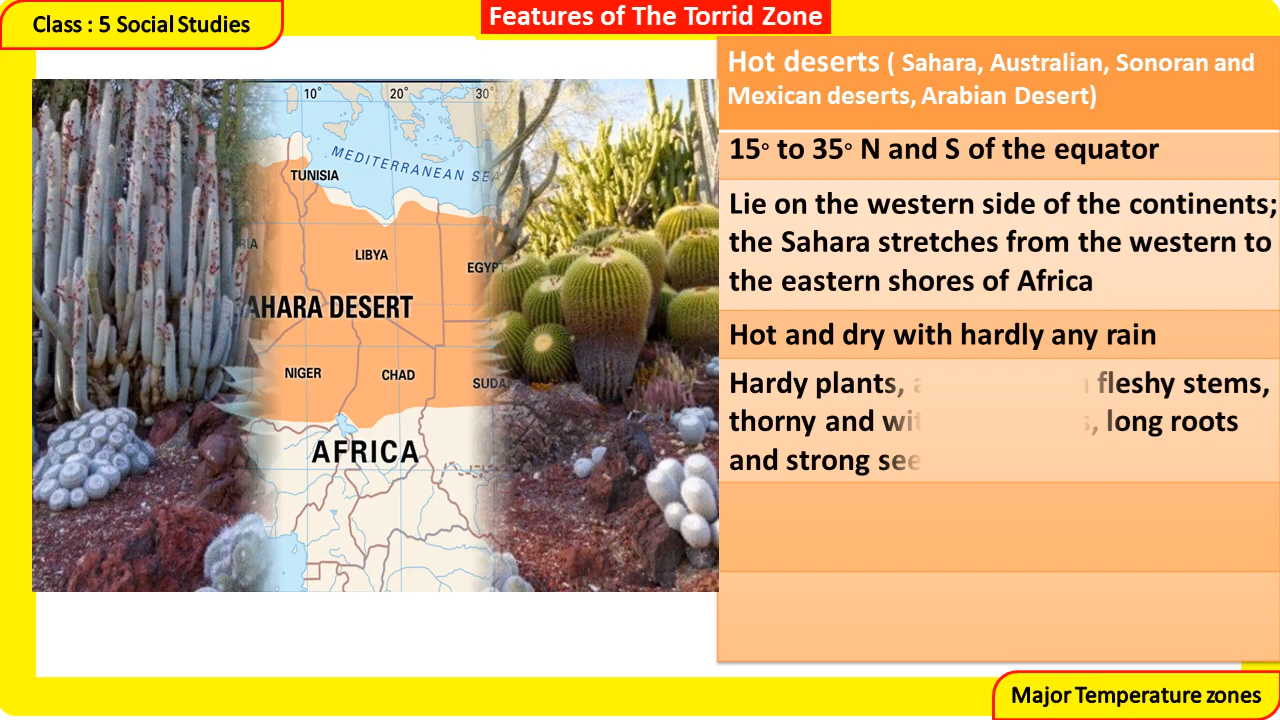 Class : 5 Social Studies
Features of The Torrid Zone
Hot deserts ( Sahara, Australian, Sonoran and
Mexican deserts, Arabian Desert)
15° to 35° N and S of the equator
Lie on the western side of the continents;
the Sahara stretches from the western to
the eastern shores of Africa
Hot and dry with hardly any rain
Hardy plants, fleshy stems,
thorny and long roots
and strong
10° 20° 30°
MEDITERRANEAN SEA
TUNISIA
LIBYA
EGYPT
AHARA DESERT
NIGER
CHAD
SUDA
AFRICA
Major Temperature zones